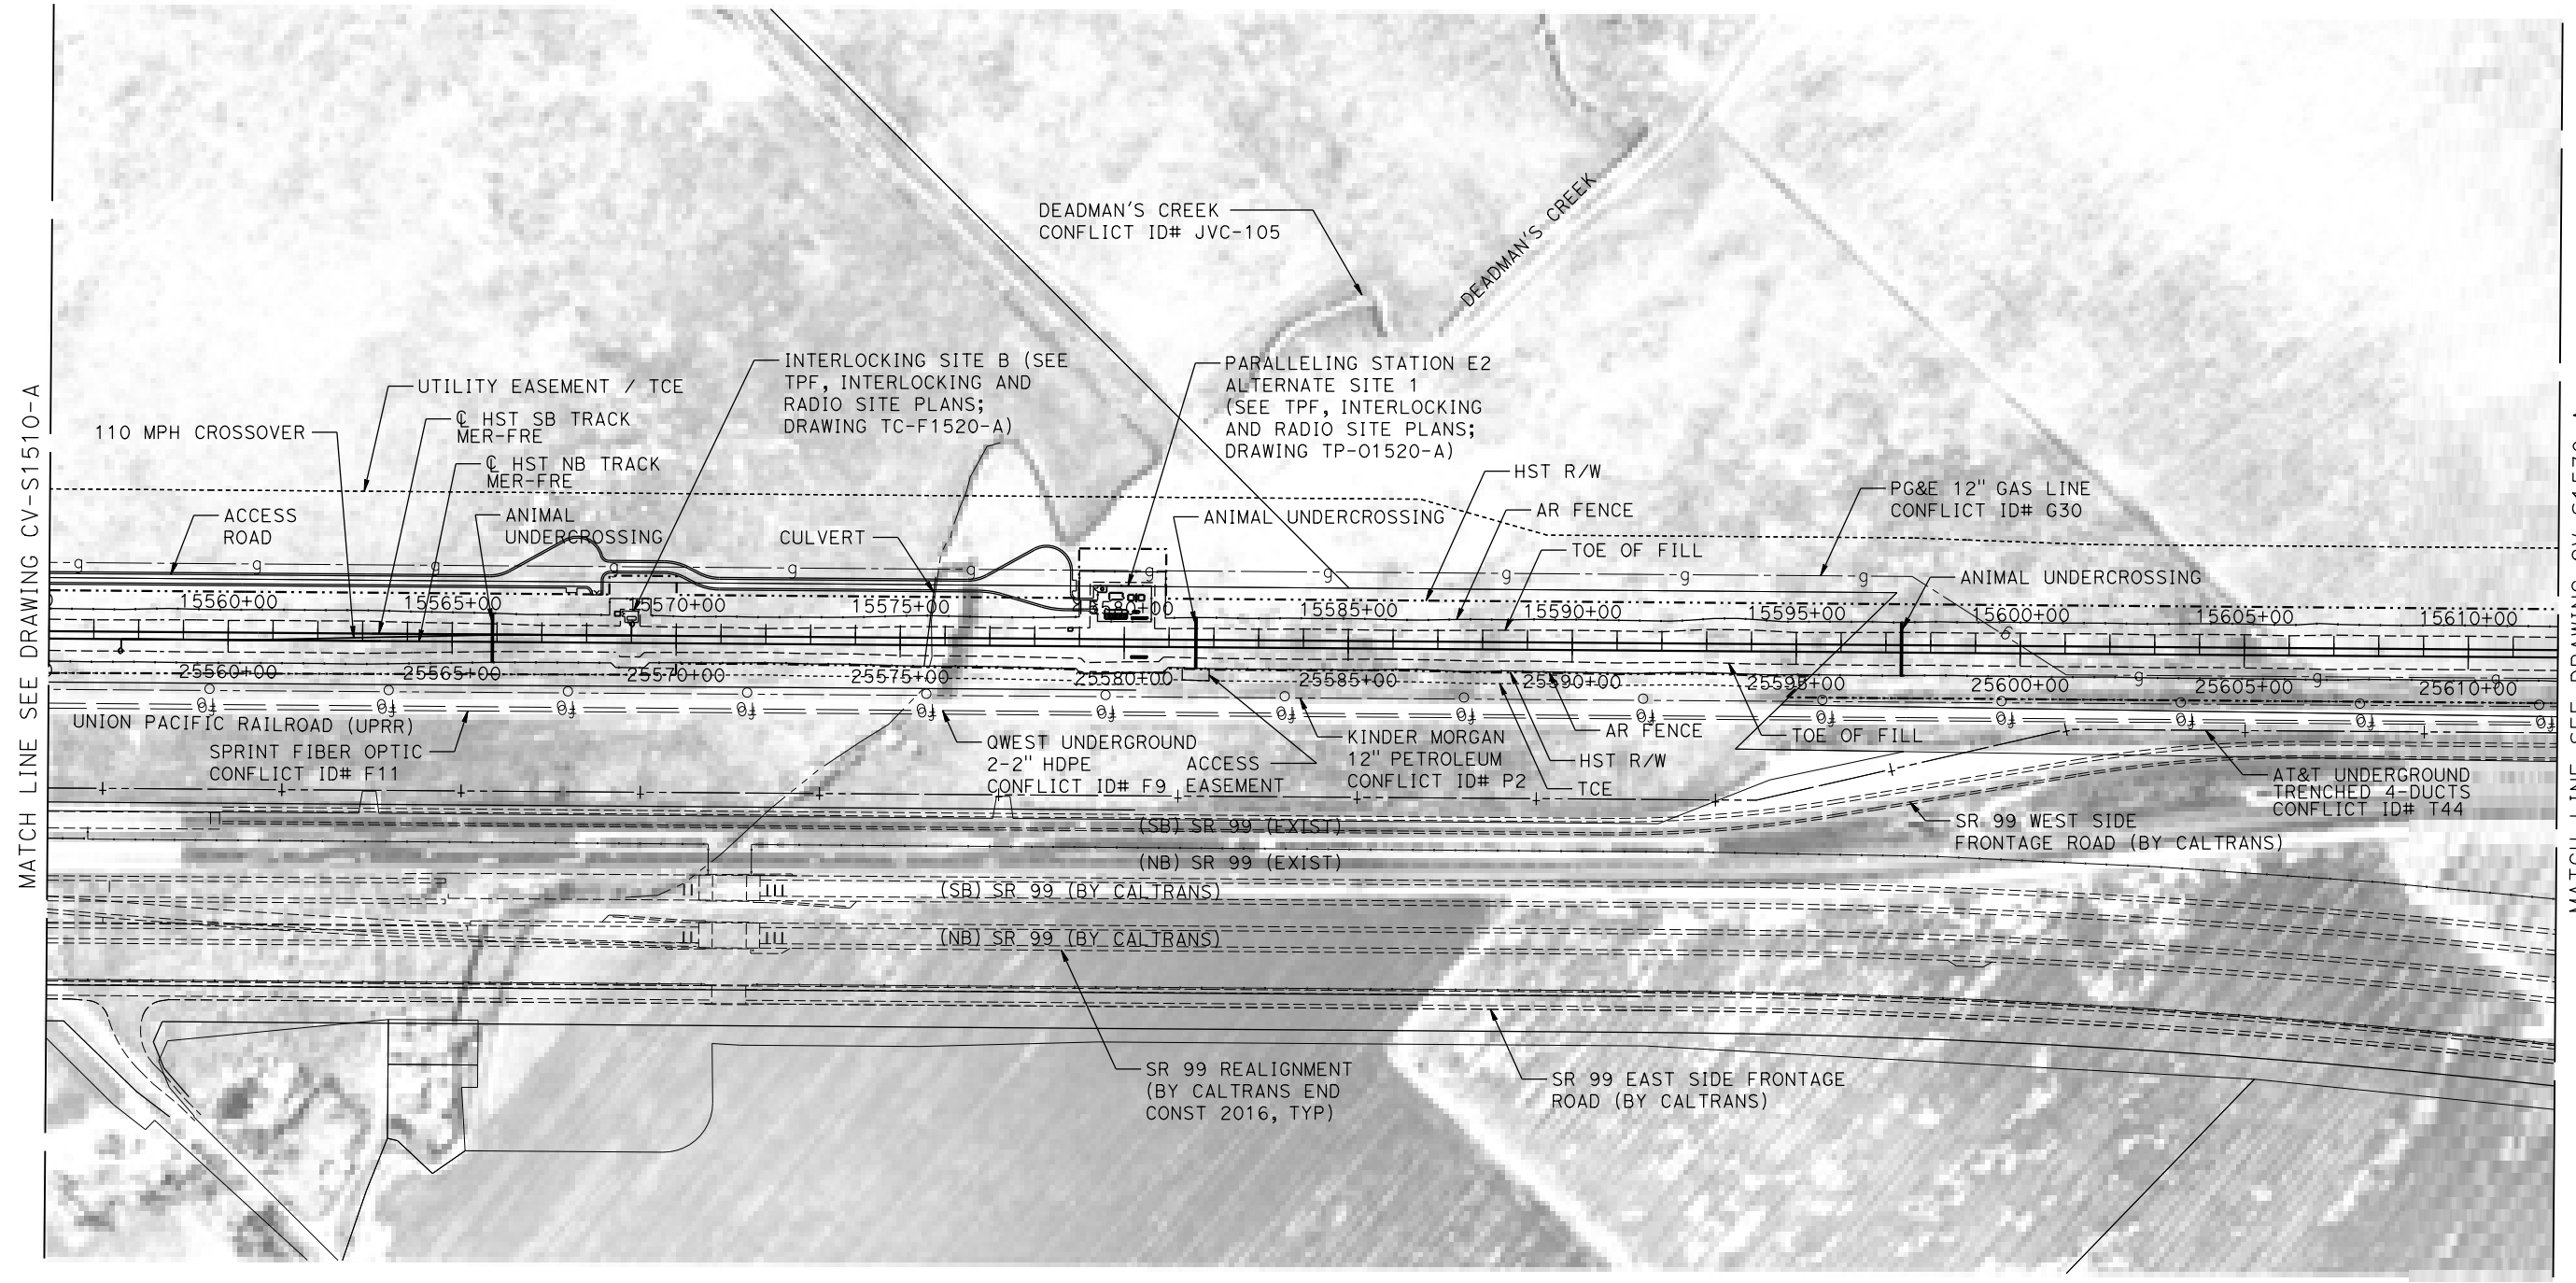 DEADMAN'S CREEK
CONFLICT ID# JVC-105
DEADMAN'S CREEK
INTERLOCKING SITE B (SEE
TPF, INTERLOCKING AND
RADIO SITE PLANS;
DRAWING TC-F1520-A)
PARALLELING STATION E2
ALTERNATE SITE 1
(SEE TPF, INTERLOCKING
AND RADIO SITE PLANS;
DRAWING TP-O1520-A)
UTILITY EASEMENT / TCE
℄ HST SB TRACK
MER-FRE
110 MPH CROSSOVER
℄ HST NB TRACK
MER-FRE
HST R/W
PG&E 12" GAS LINE
CONFLICT ID# G30
ACCESS
ROAD
ANIMAL
UNDERCROSSING
CULVERT
ANIMAL UNDERCROSSING
AR FENCE
TOE OF FILL
ANIMAL UNDERCROSSING
g g g g g g g g g g g
15560+00 15565+00 15570+00 15575+00 +00 15585+00 15590+00 15595+00 15600+00 15605+00 15610+00
G
25560+00 25565+00 25570+00 25575+00 25580+00 25585+00 25590+00 25595+00 25600+00 25605+00 25610+00
g g g
UNION PACIFIC RAILROAD (UPRR)
SPRINT FIBER OPTIC
CONFLICT ID# F11
QWEST UNDERGROUND
2-2" HDPE
CONFLICT ID# F9
ACCESS
EASEMENT
KINDER MORGAN
12" PETROLEUM
CONFLICT ID# P2
AR FENCE
HST R/W
TCE
TOE OF FILL
AT&T UNDERGROUND
TRENCHED 4-DUCTS
CONFLICT ID# T44
SR 99 WEST SIDE
FRONTAGE ROAD (BY CALTRANS)
(SB) SR 99 (EXIST)
(NB) SR 99 (EXIST)
(SB) SR 99 (BY CALTRANS)
(NB) SR 99 (BY CALTRANS)
SR 99 REALIGNMENT
(BY CALTRANS END
CONST 2016, TYP)
SR 99 EAST SIDE FRONTAGE
ROAD (BY CALTRANS)
MATCH LINE SEE DRAWING CV-S1510-A